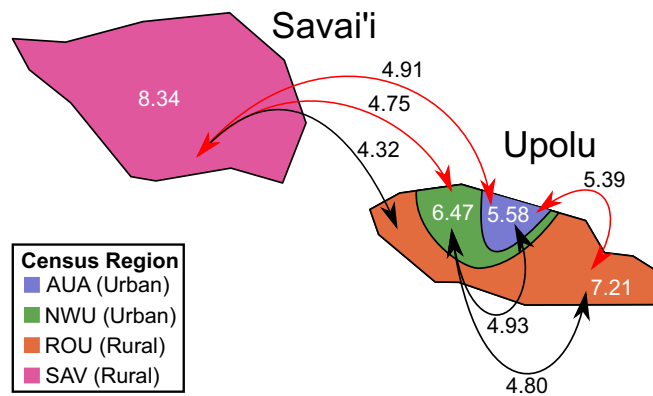 Savai'i
8.34
4.91
4.75
4.32
Upolu
5.39
6.47
5.58
7.21
4.93
4.80
Census Region
AUA (Urban)
NWU (Urban)
ROU (Rural)
SAV (Rural)